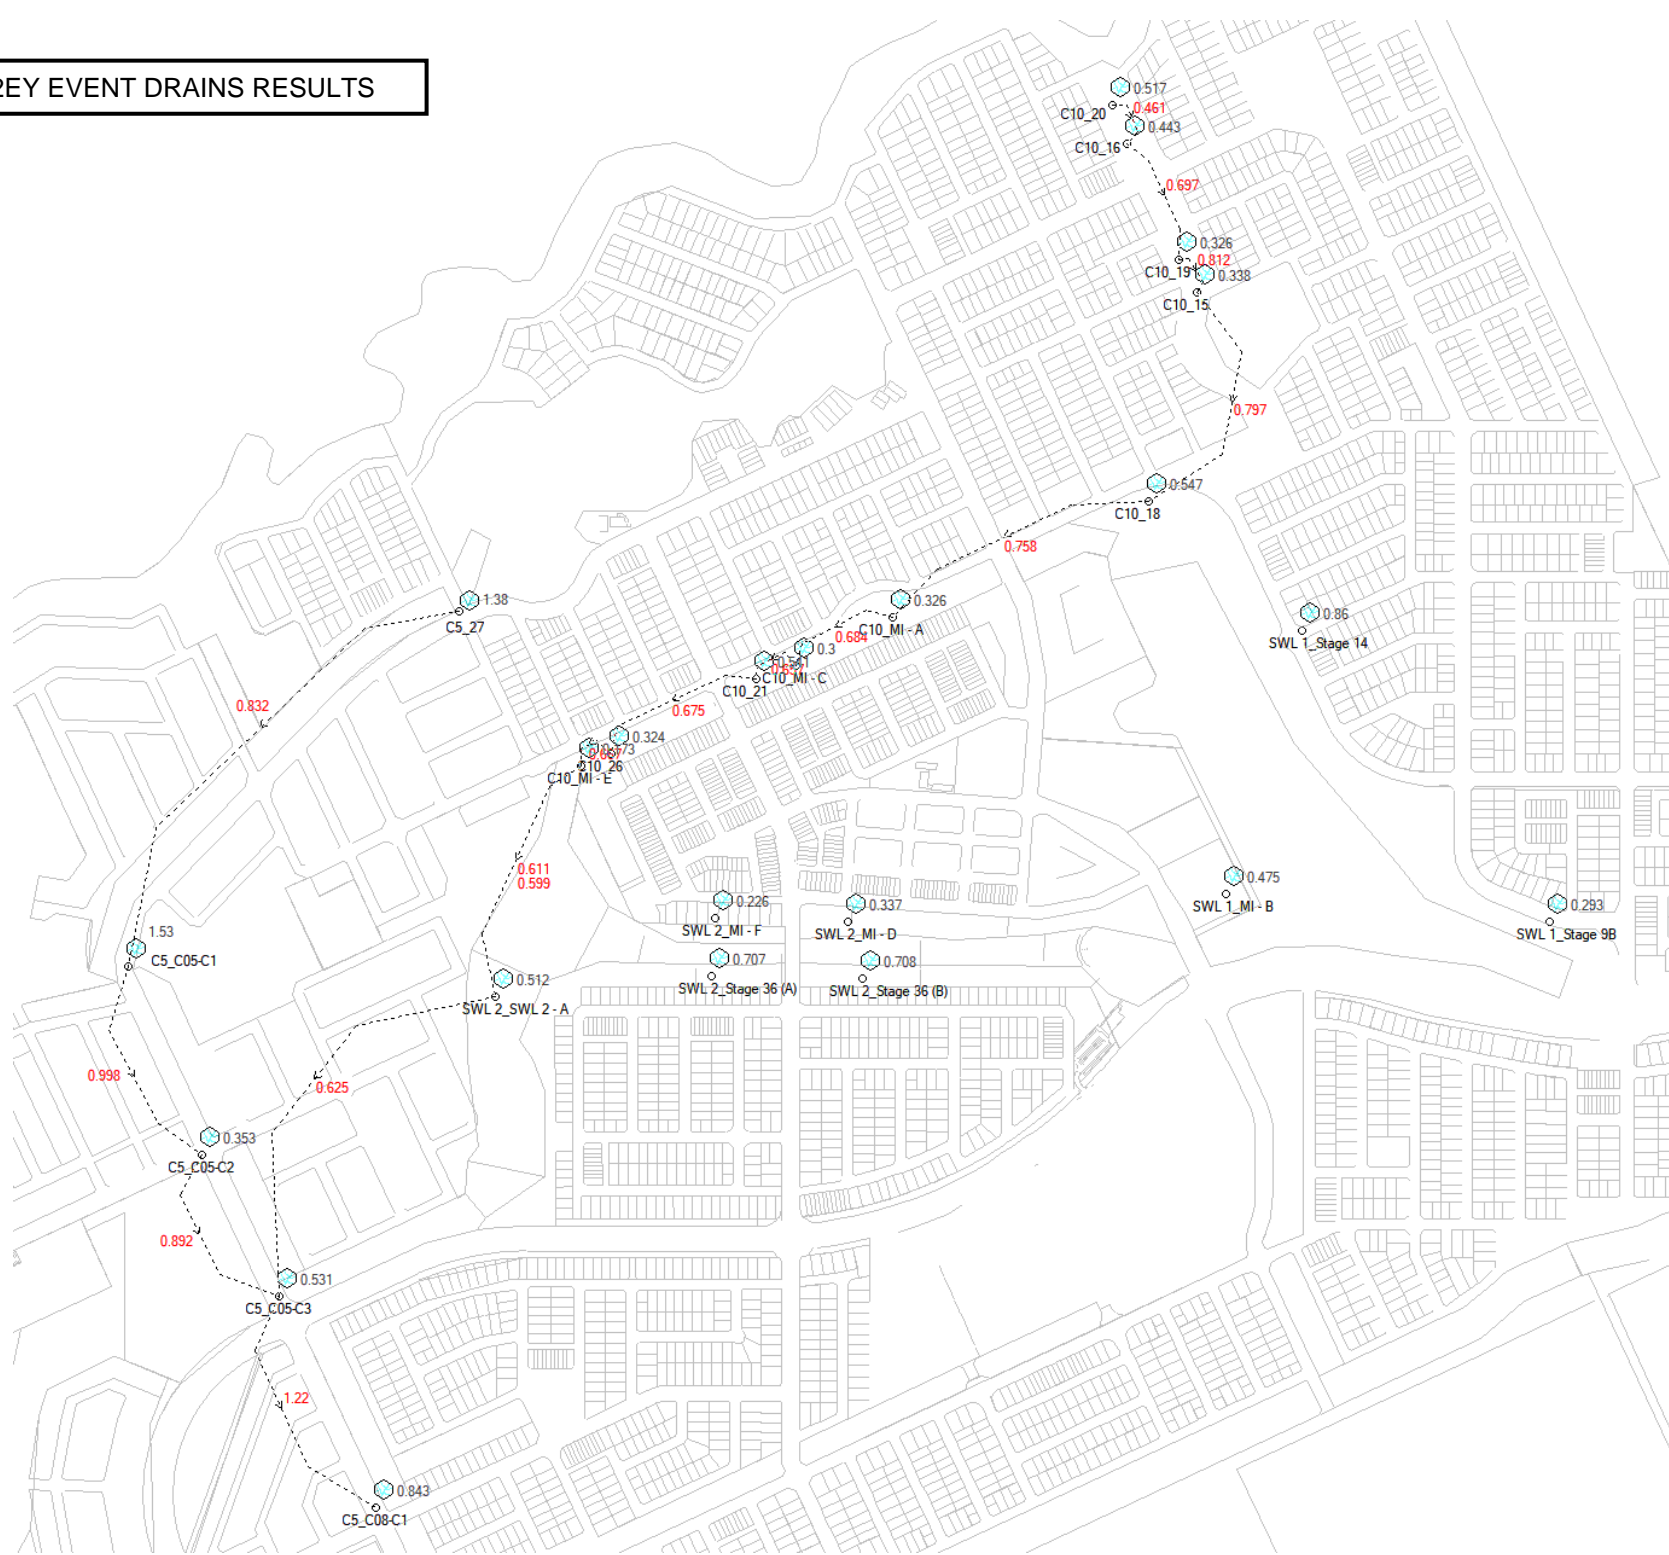 2EY EVENT DRAINS RESULTS
0.517
C10_20
0.461
0.443
C10_16
0.697
0.326
C10_19
0.812
0.338
C10_15
0.797
0.547
C10_18
0.758
1.38
C5_27
0.326
C10_MI - A
0.684
0.3
C10_MI - C
C10_21
0.86
SWL 1_Stage 14
0.832
0.675
0.324
C10_26
C10_MI - E
0.611
0.599
0.475
SWL 1_MI - B
0.226
SWL 2_MI - F
0.337
SWL 2_MI - D
0.293
SWL 1_Stage 9B
1.53
C5_C05-C1
0.707
SWL 2_Stage 36 (A)
0.708
SWL 2_Stage 36 (B)
0.512
SWL 2_SWL 2 - A
0.998
0.625
0.353
C5_C05-C2
0.892
0.531
C5_C05-C3
1.22
0.843
C5_C08-C1